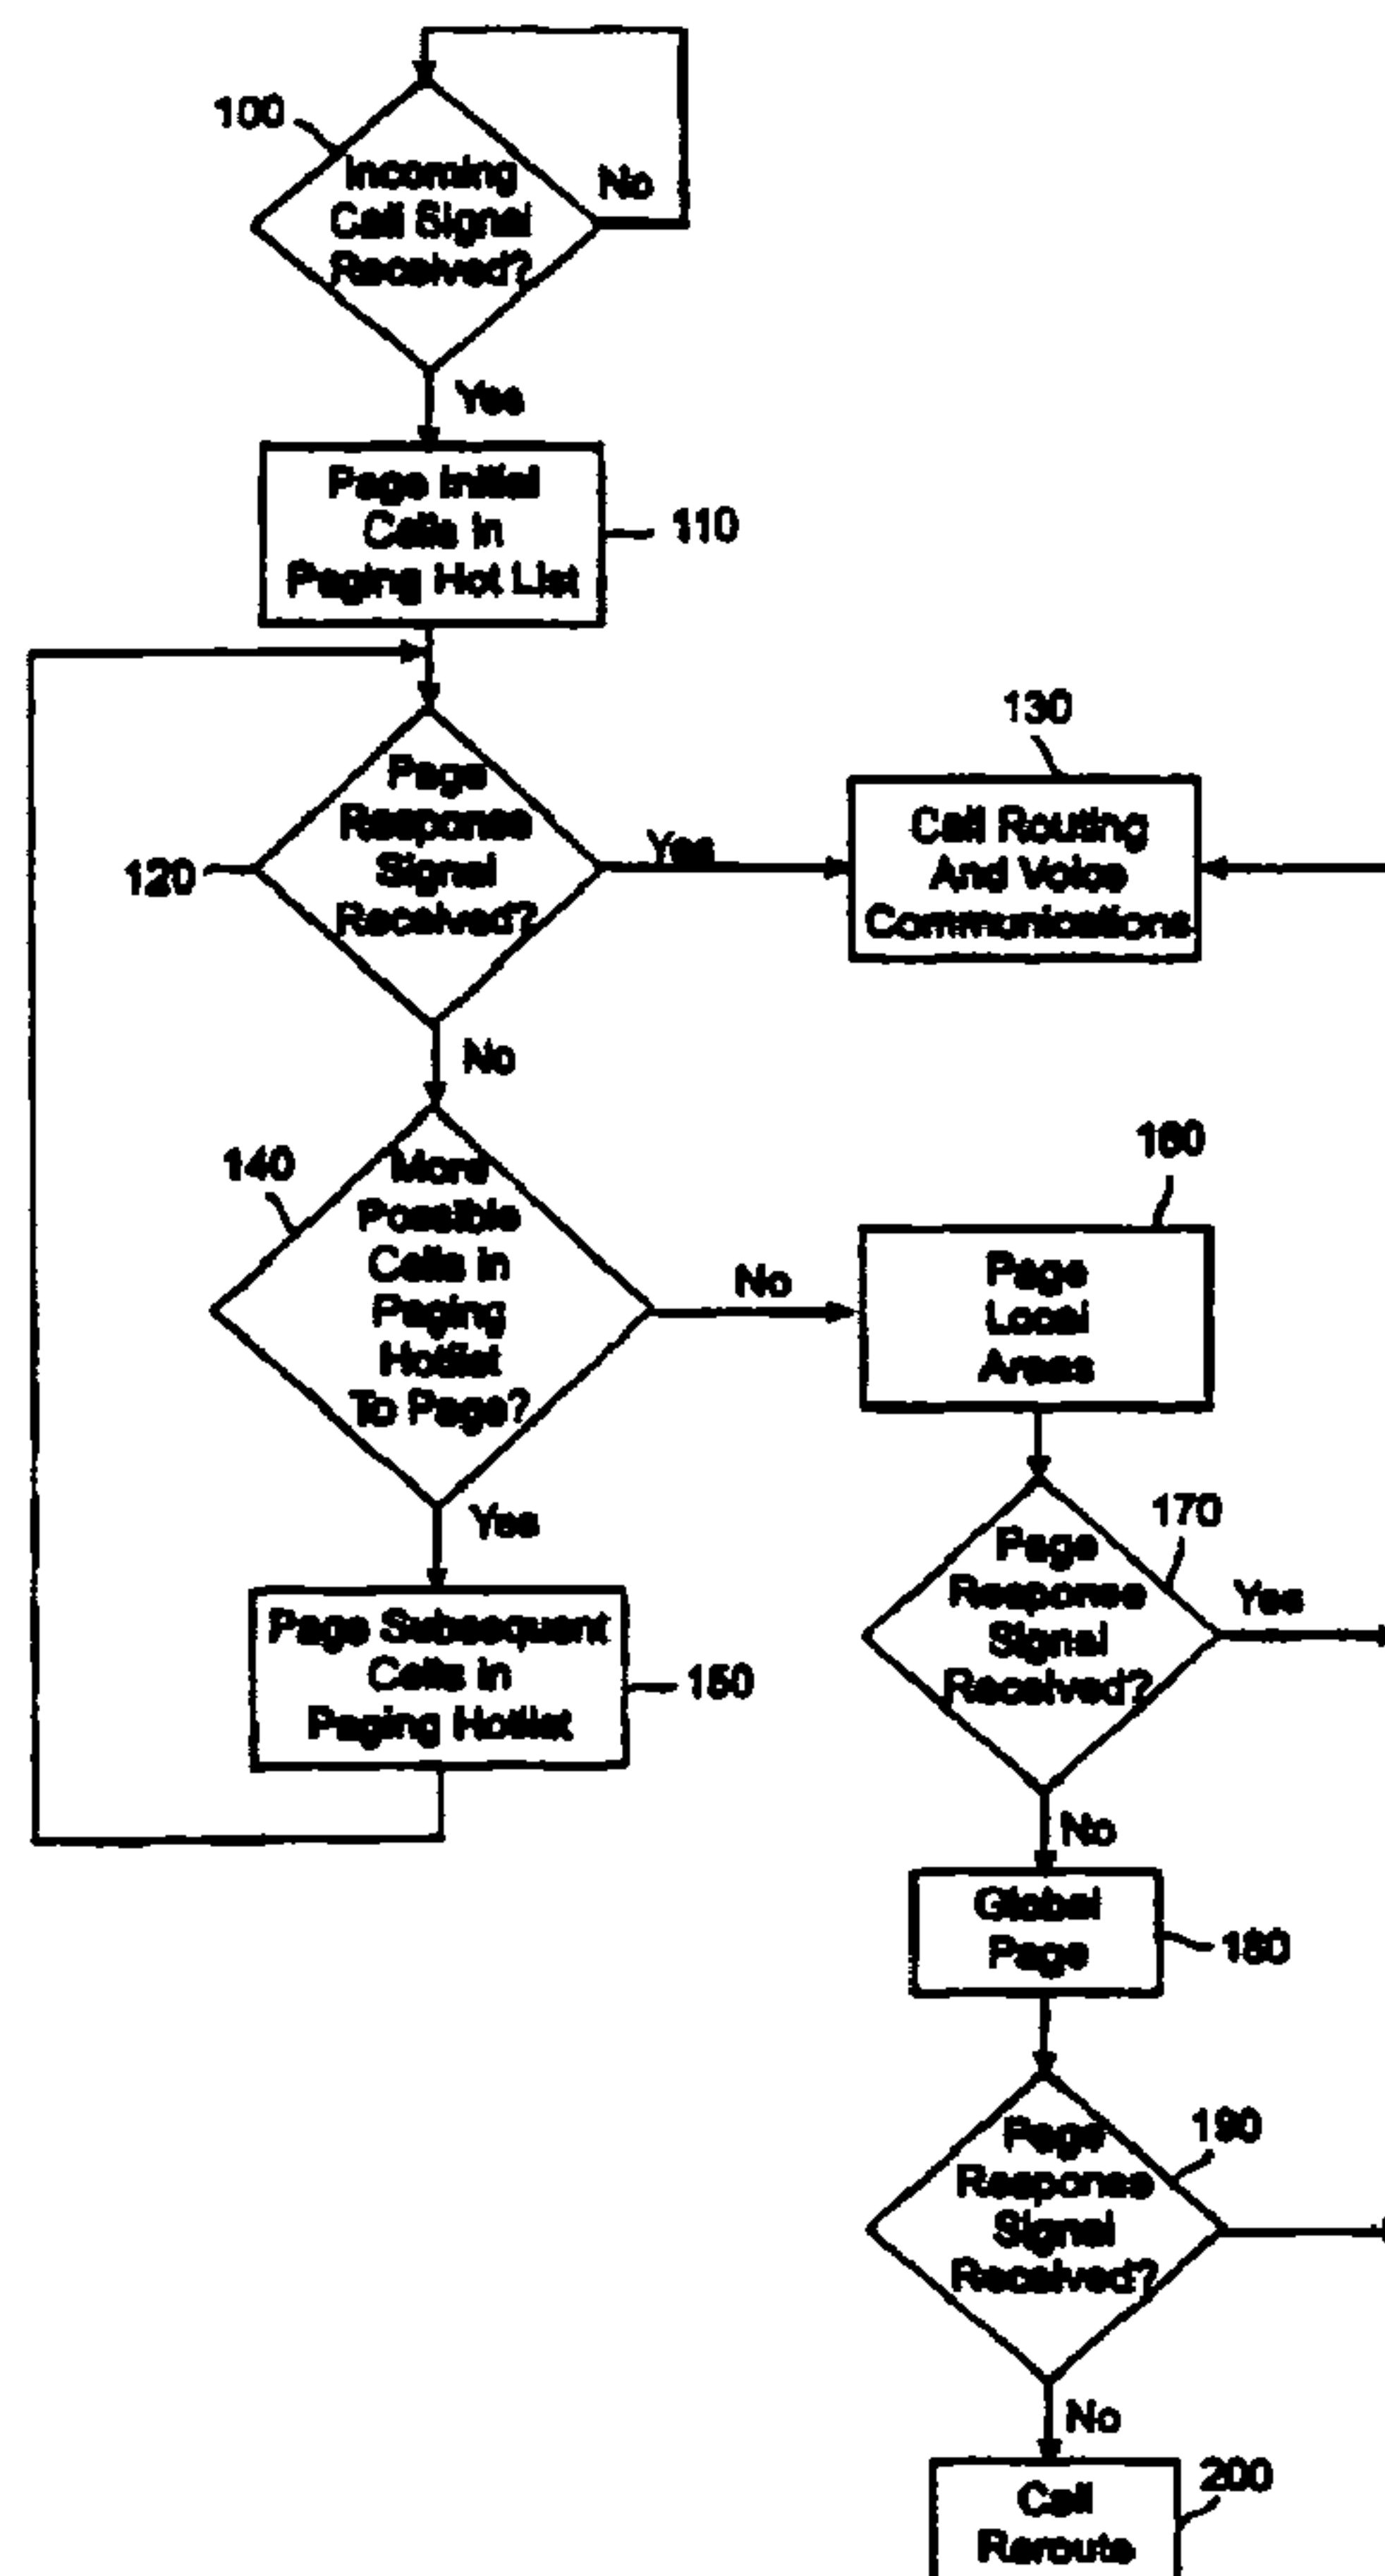 100
Incoming
Call Signal
Received?
No
Yes
Page Initial
Cells in
Paging Hot List
110
Page
Response
Signal
Received?
120
Yes
130
Call Routing
And Voice
Communications
No
140
More
Possible
Cells in
Paging
Hotlist
To Page?
No
160
Page
Local
Areas
Yes
Page Subsequent
Cells in
Paging Hotlist
150
170
Page
Response
Signal
Received?
Yes
No
Global
Page
180
190
Page
Response
Signal
Received?
No
200
Call
Reroute